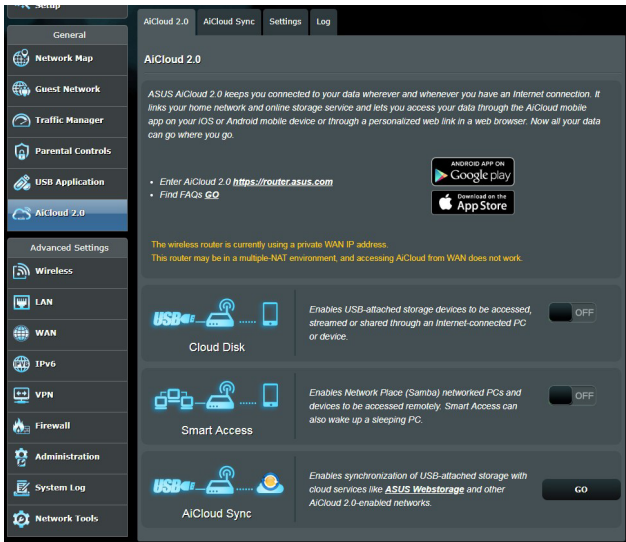 Setup
General
Network Map
Guest Network
Traffic Manager
Parental Controls
USB Application
AiCloud 2.0
Advanced Settings
Wireless
LAN
WAN
IPv6
VPN
Firewall
Administration
System Log
Network Tools
AiCloud 2.0 AiCloud Sync Settings Log
AiCloud 2.0
ASUS AiCloud 2.0 keeps you connected to your data wherever and whenever you have an Internet connection. It
links your home network and online storage service and lets you access your data through the AiCloud mobile
app on your iOS or Android mobile device or through a personalized web link in a web browser. Now all your data
can go where you go.
ANDROID APP ON
Google play
Download on the
App Store
• Enter AiCloud 2.0 https://router.asus.com
• Find FAQs GO
The wireless router is currently using a private WAN IP address.
This router may be in a multiple-NAT environment, and accessing AiCloud from WAN does not work.
USB
Cloud Disk
Enables USB-attached storage devices to be accessed,
streamed or shared through an Internet-connected PC
or device.
OFF
Smart Access
Enables Network Place (Samba) networked PCs and
devices to be accessed remotely. Smart Access can
also wake up a sleeping PC.
OFF
USB
AiCloud Sync
Enables synchronization of USB-attached storage with
cloud services like ASUS Webstorage and other
AiCloud 2.0-enabled networks.
GO